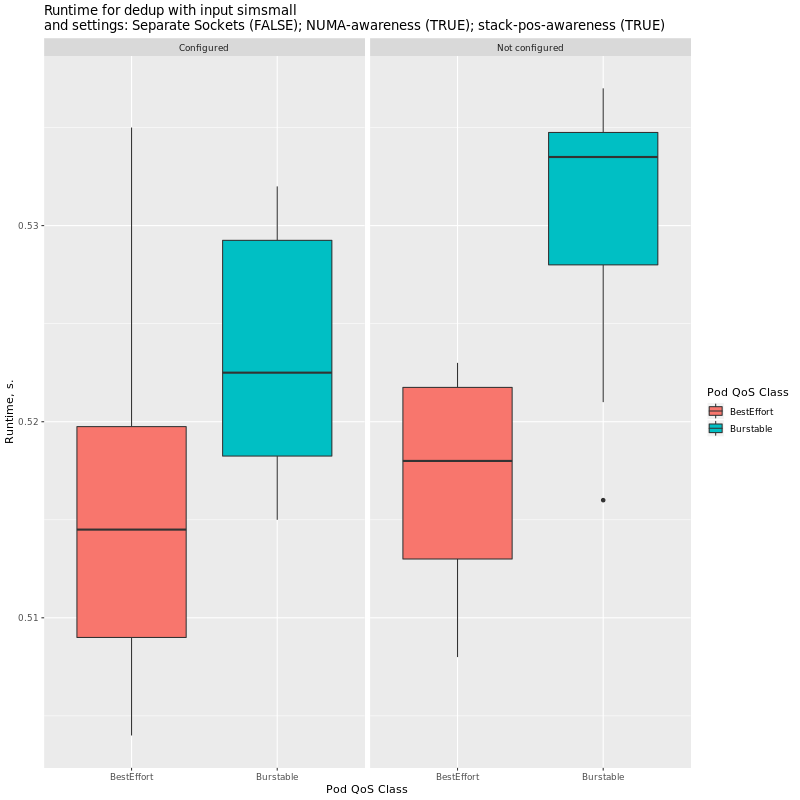 Runtime for dedup with input simsmall
and settings: Separate Sockets (FALSE); NUMA-awareness (TRUE); stack-pos-awareness (TRUE)
Configured
Not configured
0.53
0.52
0.51
Runtime, s.
BestEffort
Burstable
BestEffort
Burstable
Pod QoS Class
Pod QoS Class
BestEffort
Burstable